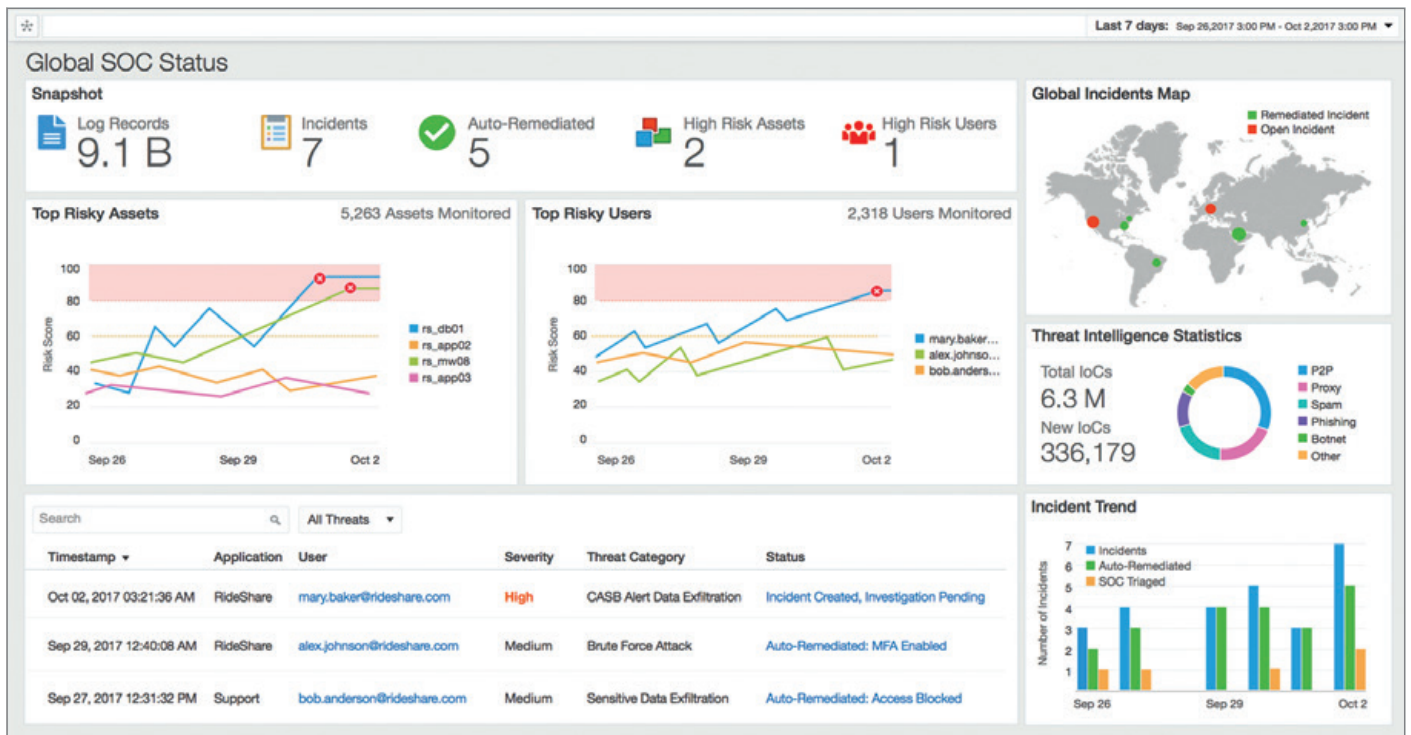 Last 7 days: Sep 26,2017 3:00 PM - Oct 2,2017 3:00 PM
Global SOC Status
Snapshot
Log Records
9.1 B
Incidents
7
Auto-Remediated
5
High Risk Assets
2
High Risk Users
1
Global Incidents Map
Remediated Incident
Open Incident
Top Risky Assets
5,263 Assets Monitored
Risk Score
100
80
60
40
20
0
Sep 26
Sep 29
Oct 2
rs_db01
rs_app02
rs_mw08
rs_app03
Top Risky Users
2,318 Users Monitored
Risk Score
100
80
60
40
20
0
Sep 26
Sep 29
Oct 2
mary.baker...
alex.johnso...
bob.anders...
Threat Intelligence Statistics
Total IoCs
6.3 M
New IoCs
336,179
P2P
Proxy
Spam
Phishing
Botnet
Other
Search
All Threats
Timestamp Application User Severity Threat Category Status
Oct 02, 2017 03:21:36 AM RideShare mary.baker@rideshare.com High CASB Alert Data Exfiltration Incident Created, Investigation Pending
Sep 29, 2017 12:40:08 AM RideShare alex.johnson@rideshare.com Medium Brute Force Attack Auto-Remediated: MFA Enabled
Sep 27, 2017 12:31:32 PM Support bob.anderson@rideshare.com Medium Sensitive Data Exfiltration Auto-Remediated: Access Blocked
Incident Trend
Number of Incidents
7
6
5
4
3
2
1
Incidents
Auto-Remediated
SOC Triaged
Sep 26
Sep 29
Oct 2